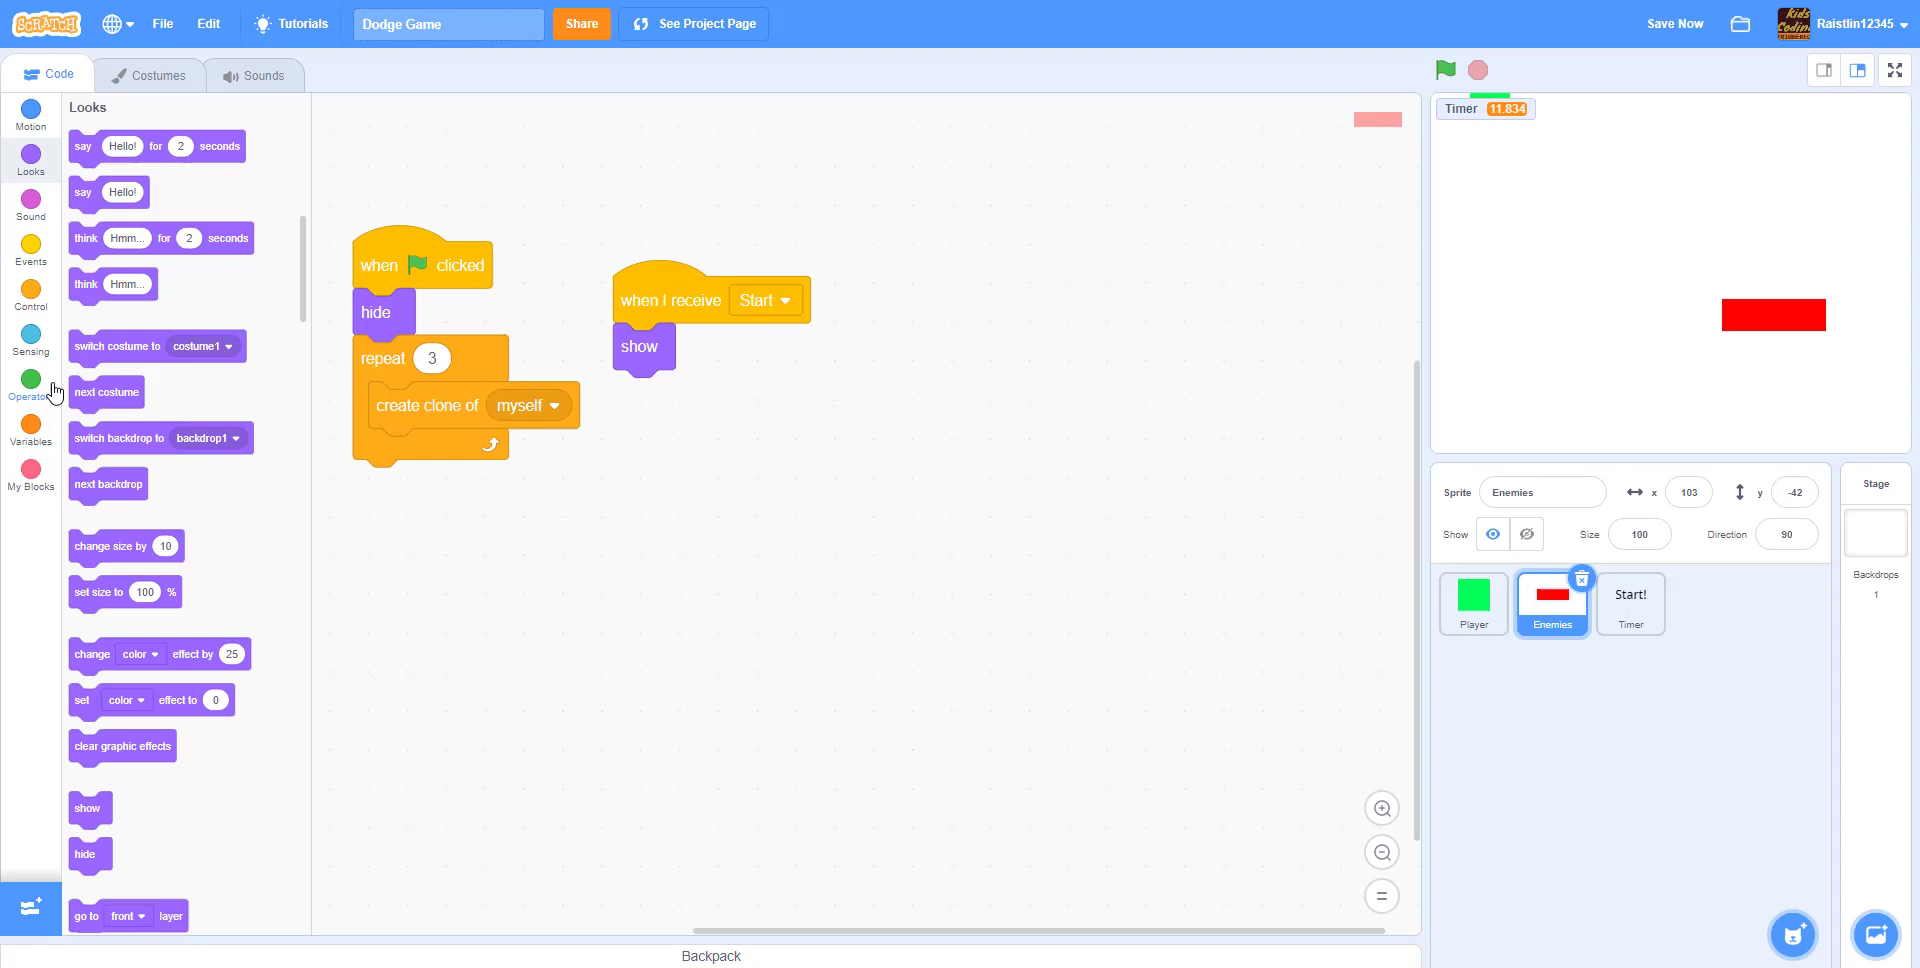 SCRATCH File Edit Tutorials Dodge Game Share See Project Page Save Now Raistlin12345
Code Costumes Sounds
Motion
Looks
Sound
Events
Control
Sensing
Operator
Variables
My Blocks
Looks
say Hello! for 2 seconds
say Hello!
think Hmm... for 2 seconds
think Hmm...
switch costume to costume1
next costume
switch backdrop to backdrop1
next backdrop
change size by 10
set size to 100 %
change color effect by 25
set color effect to 0
clear graphic effects
show
hide
go to front layer
when clicked
hide
repeat 3
create clone of myself
when I receive Start
show
Backpack
Timer 11.834
Sprite Enemies x 103 y -42
Show Size 100 Direction 90
Player
Enemies
Start!
Timer
Stage
Backdrops
1